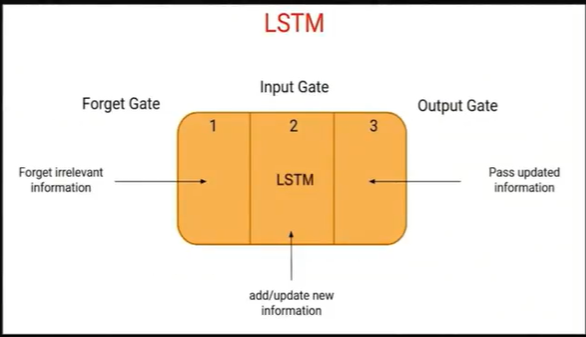 LSTM
Input Gate
Forget Gate
Output Gate
1
2
3
Forget irrelevant
information
LSTM
Pass updated
information
add/update new
information